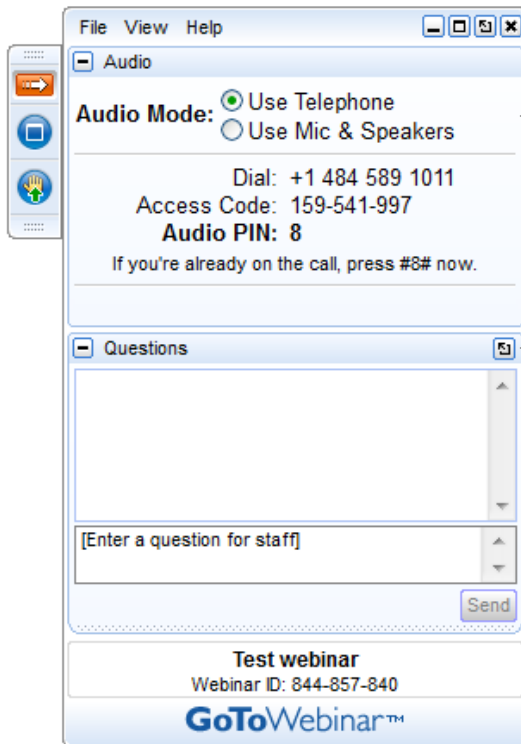 File View Help
Audio
Audio Mode: Use Telephone
Use Mic & Speakers
Dial: +1 484 589 1011
Access Code: 159-541-997
Audio PIN: 8
If you're already on the call, press #8# now.
Questions
[Enter a question for staff]
Send
Test webinar
Webinar ID: 844-857-840
GoToWebinar™